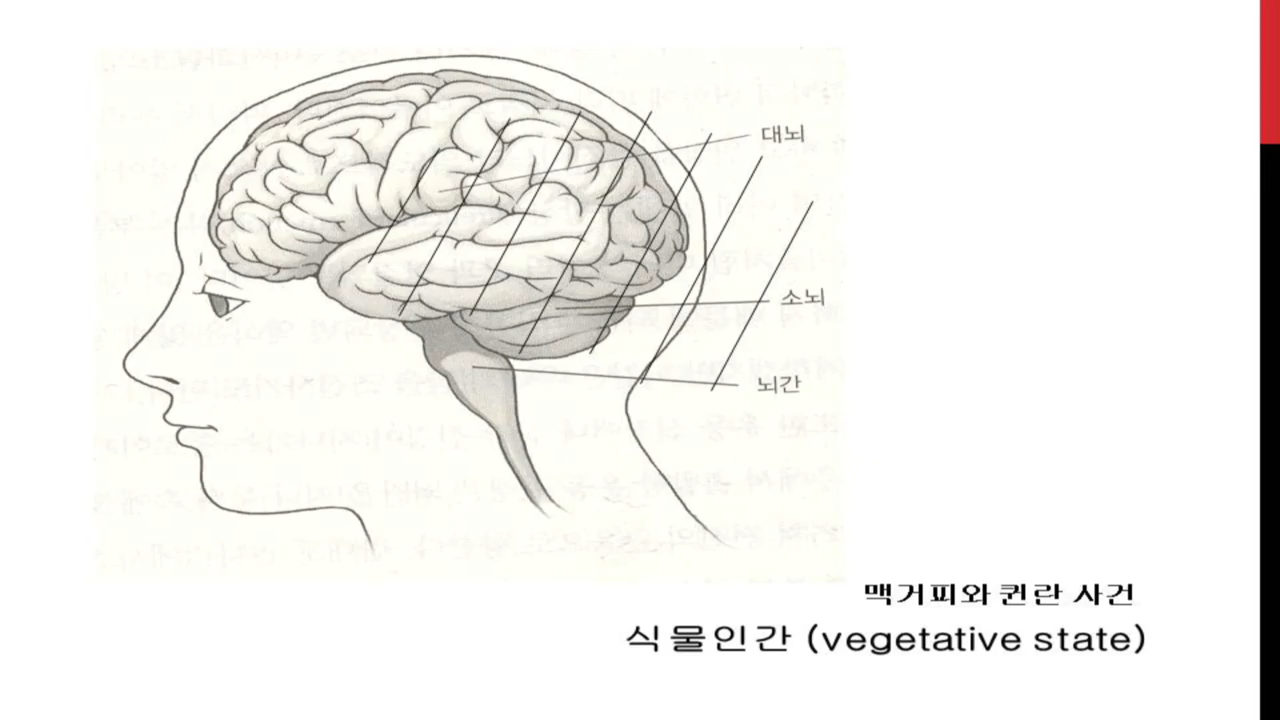 대뇌
소뇌
뇌간
맥거피와 퀸란 사건
식물인간 (vegetative state)